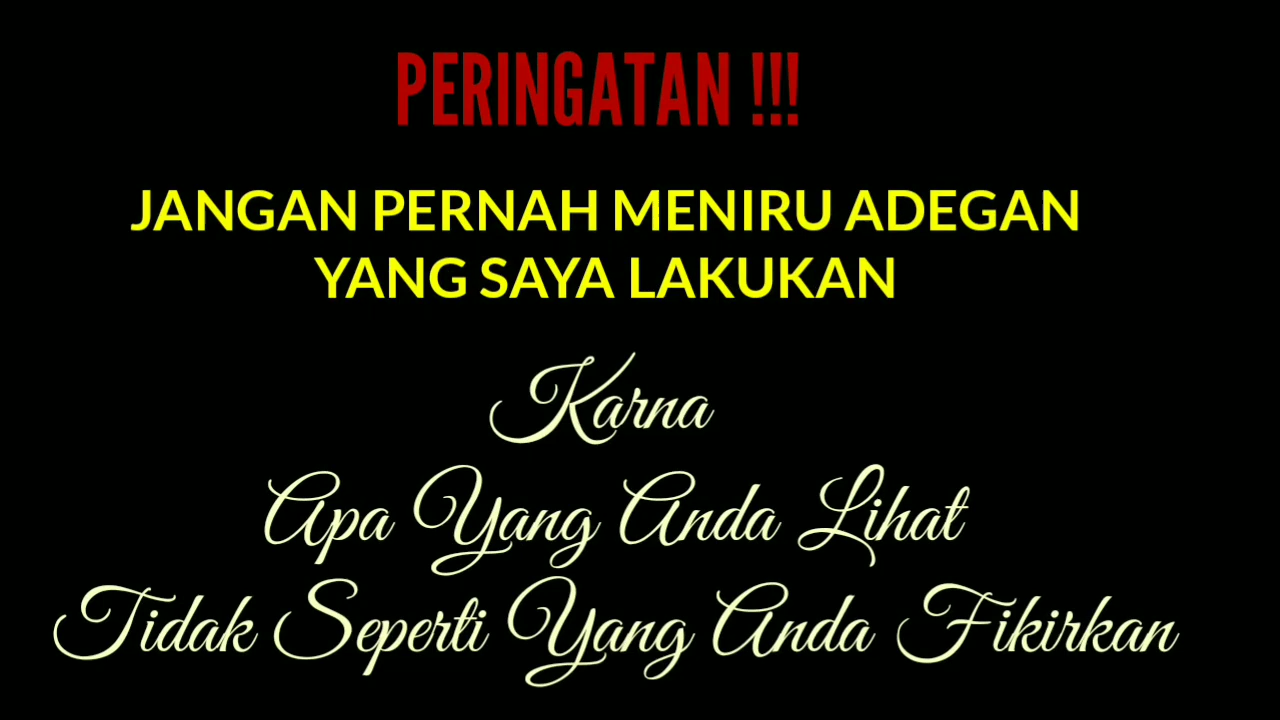 PERINGATAN !!!
JANGAN PERNAH MENIRU ADEGAN
YANG SAYA LAKUKAN
Karna
Apa Yang Anda Lihat
Tidak Seperti Yang Anda Fikirkan